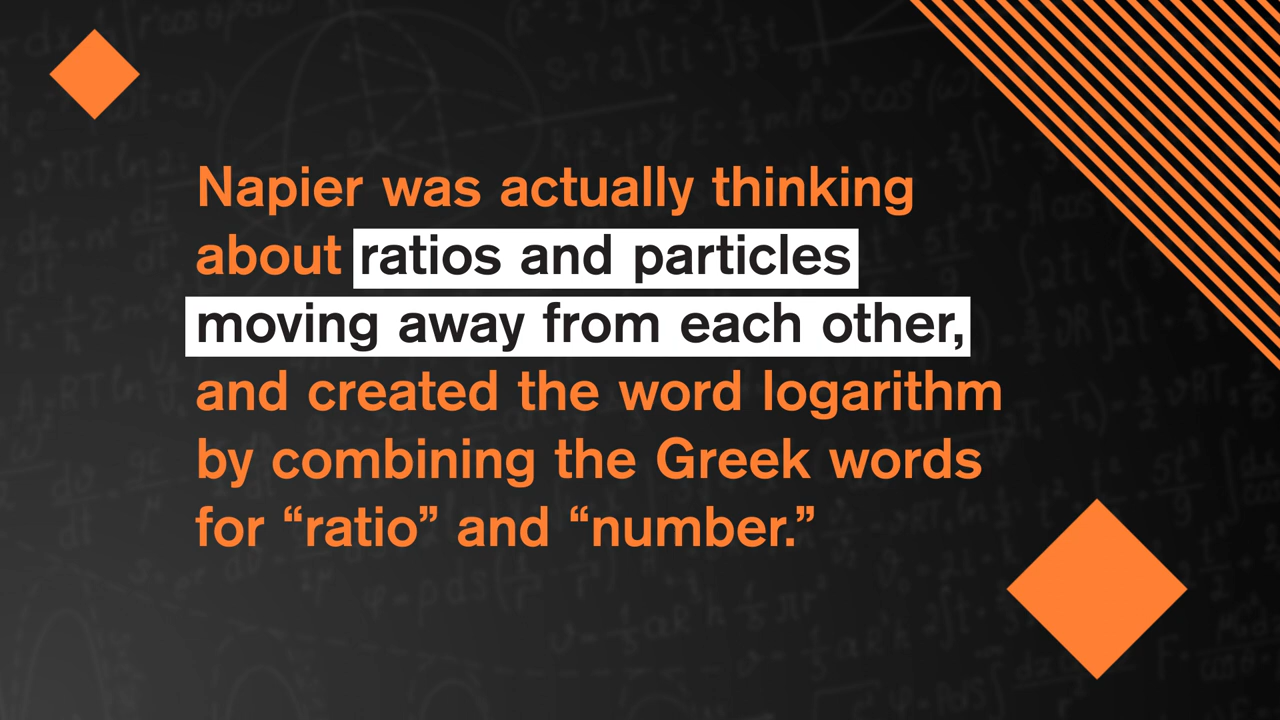 Napier was actually thinking
about ratios and particles
moving away from each other,
and created the word logarithm
by combining the Greek words
for “ratio” and “number.”